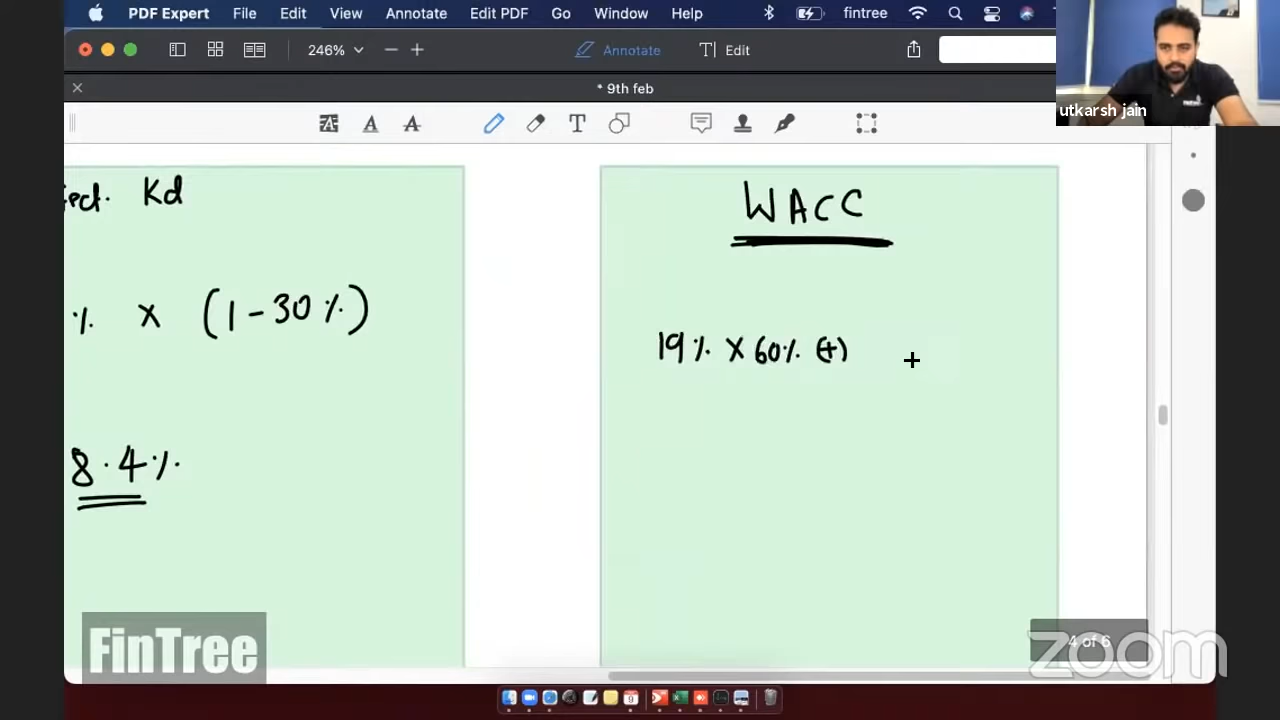 PDF Expert File Edit View Annotate Edit PDF Go Window Help fintree
246% Annotate Edit
* 9th feb
utkarsh jain
Kd
% x (1-30%)
8.4%
WACC
19% x 60% (+)
FinTree
4 of 6
zoom